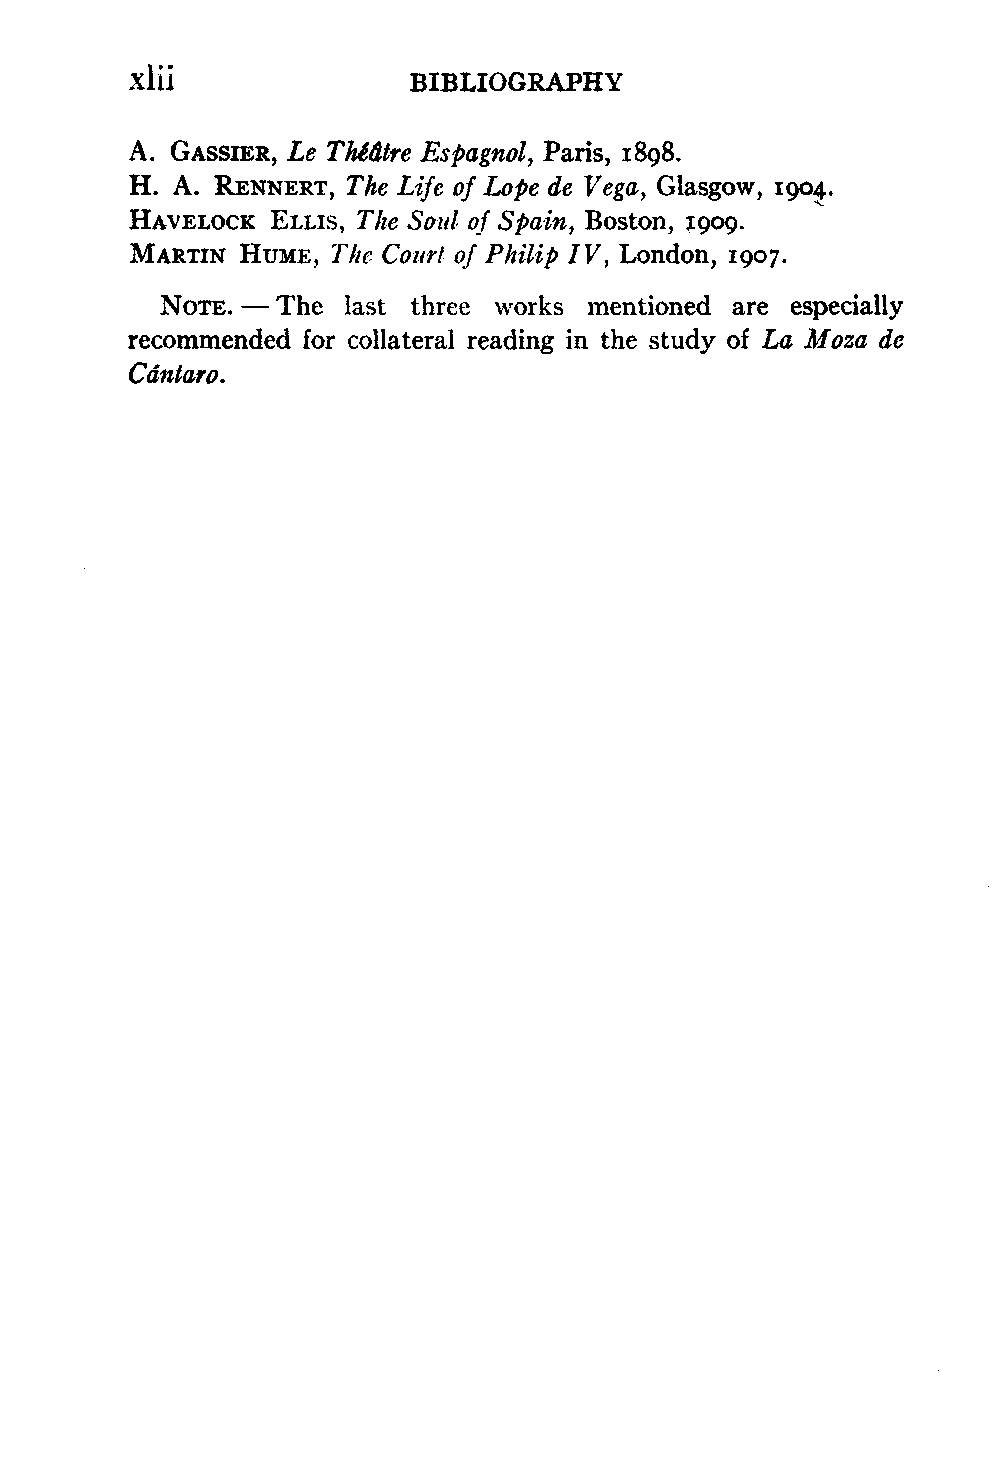 xlii BIBLIOGRAPHY
A. GASSIER, Le Théâtre Espagnol, Paris, 1898.
H. A. RENNERT, The Life of Lope de Vega, Glasgow, 1904.
HAVELOCK ELLIS, The Soul of Spain, Boston, 1909.
MARTIN HUME, The Court of Philip IV, London, 1907.
NOTE. — The last three works mentioned are especially
recommended for collateral reading in the study of La Moza de
Cántaro.